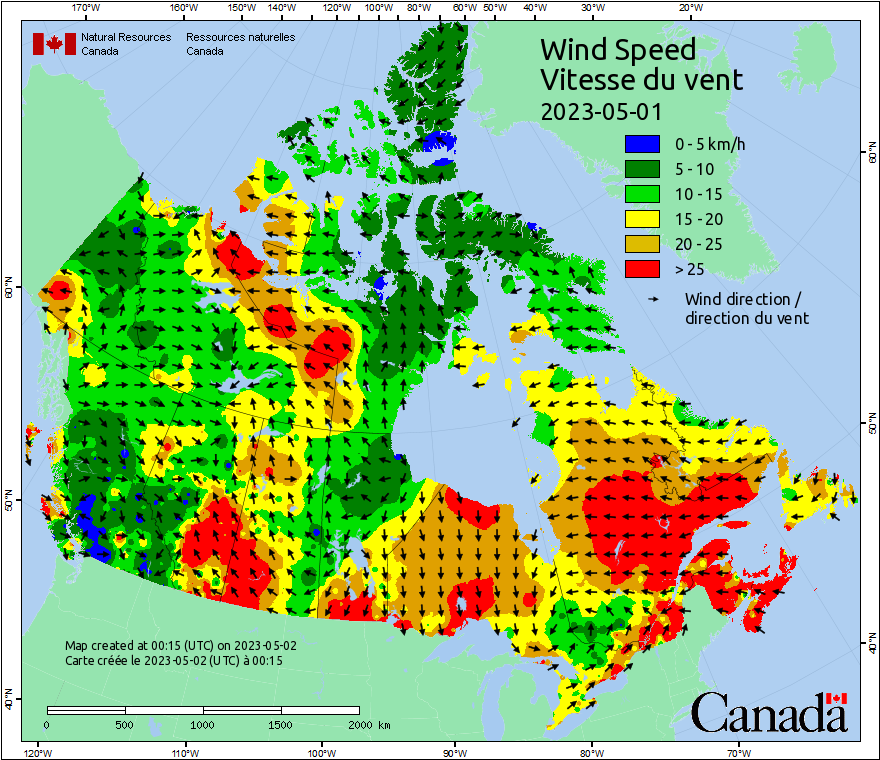 170°W 160°W 150°W 140°W 120°W 110°W 100°W 80°W 60°W 50°W 40°W 30°W 20°W
Natural Resources Canada
Ressources naturelles Canada
Wind Speed
Vitesse du vent
2023-05-01
0 - 5 km/h
5 - 10
10 - 15
15 - 20
20 - 25
> 25
Wind direction /
direction du vent
60°N
50°N
40°N
60°N
50°N
40°N
Map created at 00:15 (UTC) on 2023-05-02
Carte créée le 2023-05-02 (UTC) à 00:15
0 500 1000 1500 2000 km
Canada
120°W 110°W 100°W 90°W 80°W 70°W